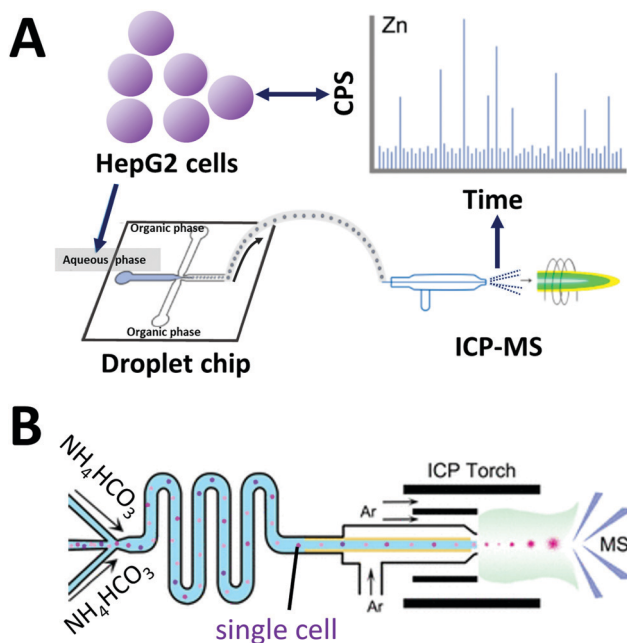 A
Zn
CPS
HepG2 cells
Time
Organic phase
Aqueous phase
Organic phase
Droplet chip
ICP-MS
B
NH4HCO3
NH4HCO3
ICP Torch
Ar
Ar
MS
single cell